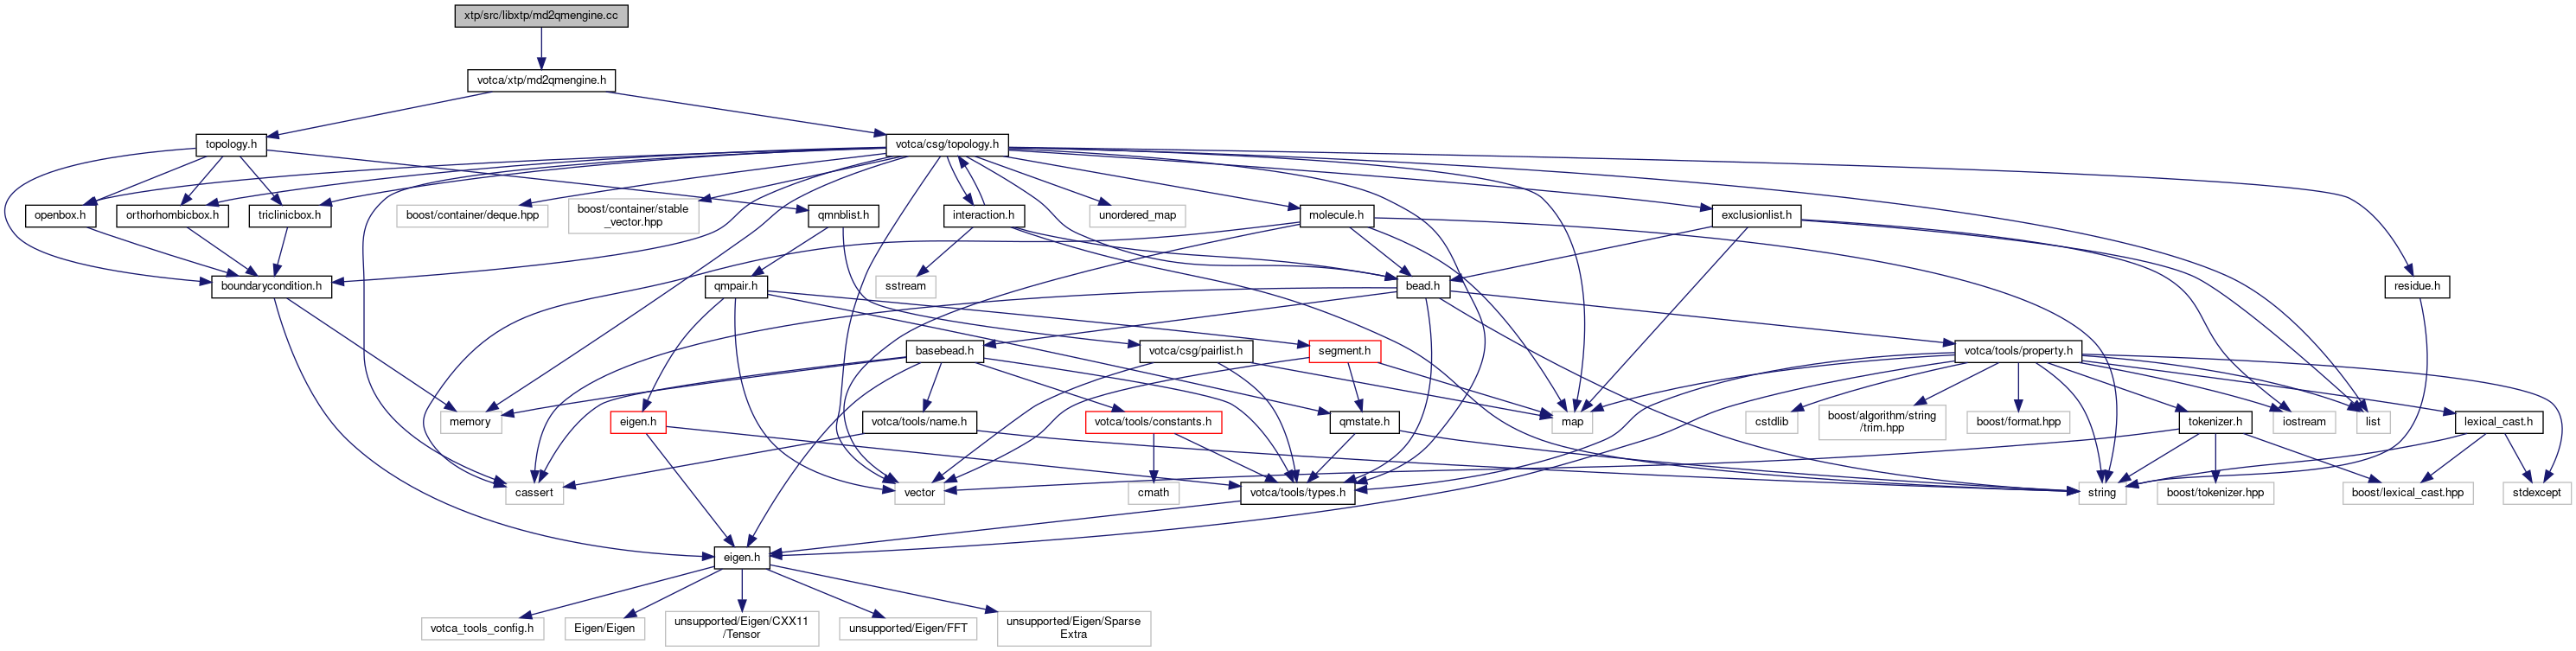 xtp/src/libxtp/md2qmengine.cc
votca/xtp/md2qmengine.h
topology.h
votca/csg/topology.h
openbox.h
orthorhombicbox.h
triclinicbox.h
boost/container/deque.hpp
boost/container/stable
_vector.hpp
qmnblist.h
interaction.h
unordered_map
molecule.h
exclusionlist.h
boundarycondition.h
qmpair.h
sstream
bead.h
residue.h
basebead.h
votca/csg/pairlist.h
segment.h
votca/tools/property.h
memory
eigen.h
votca/tools/name.h
votca/tools/constants.h
qmstate.h
map
cstdlib
boost/algorithm/string
/trim.hpp
boost/format.hpp
tokenizer.h
iostream
list
lexical_cast.h
cassert
vector
cmath
votca/tools/types.h
string
boost/tokenizer.hpp
boost/lexical_cast.hpp
stdexcept
eigen.h
votca_tools_config.h
Eigen/Eigen
unsupported/Eigen/CXX11
/Tensor
unsupported/Eigen/FFT
unsupported/Eigen/Sparse
Extra